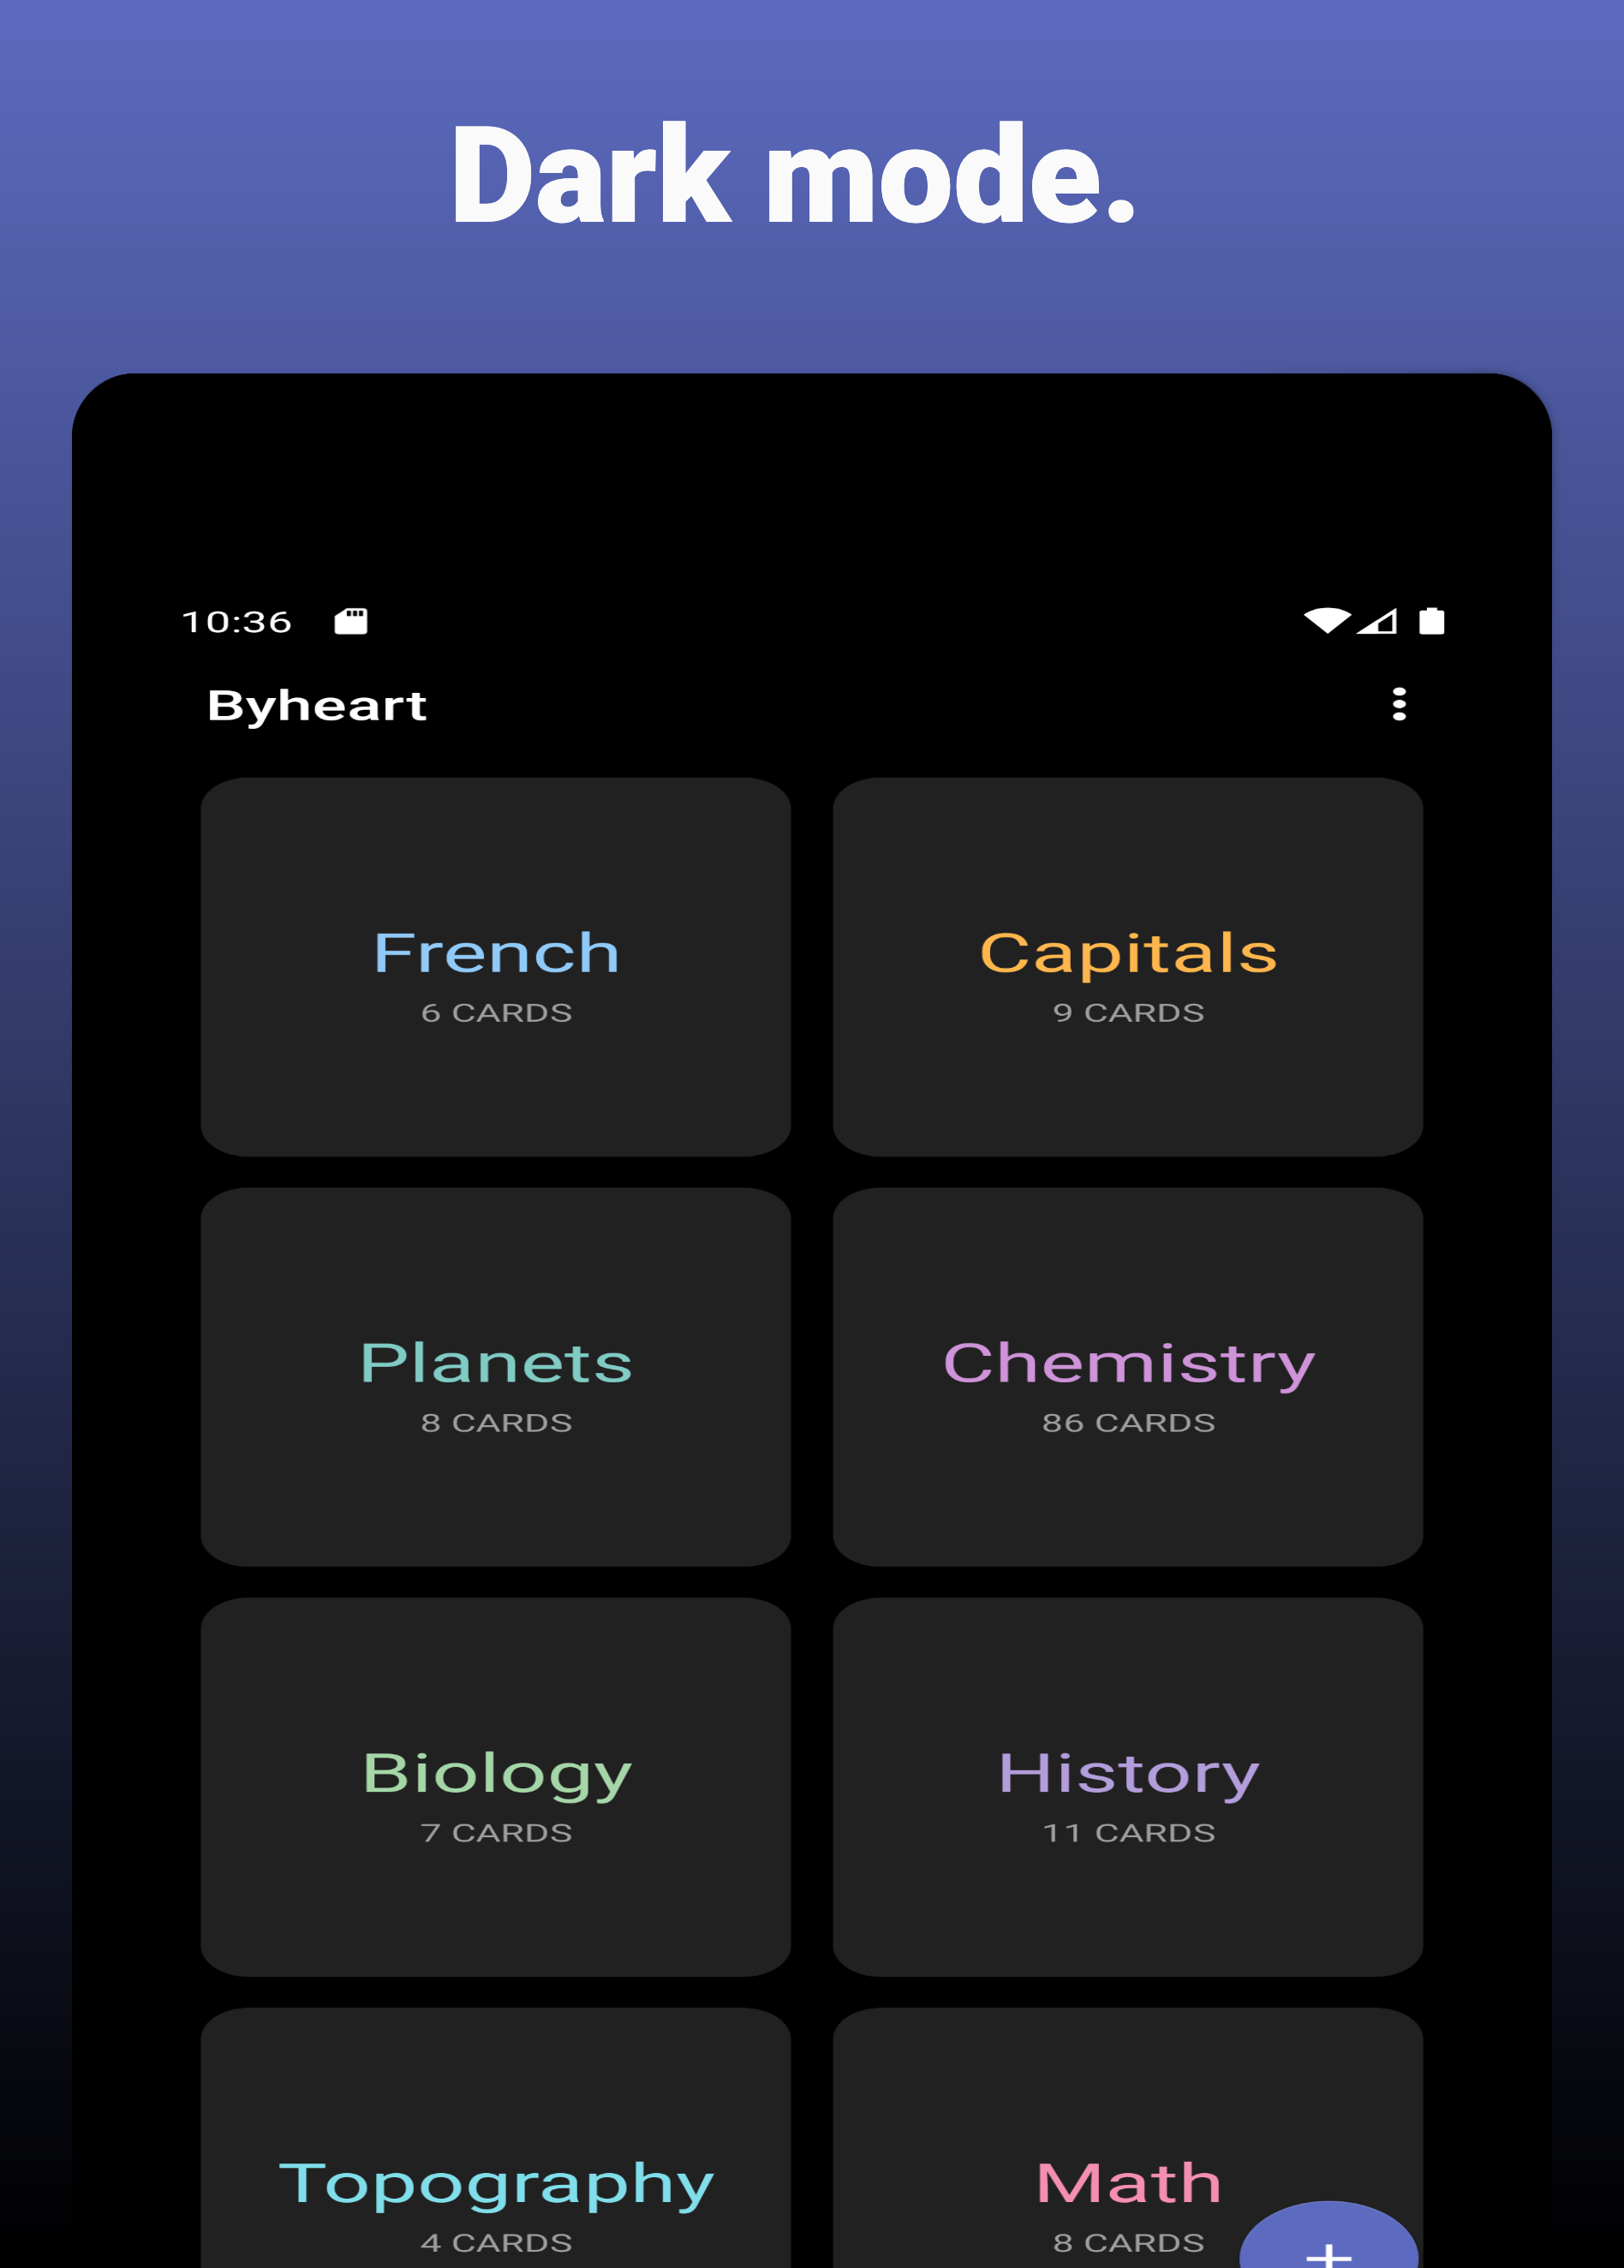 Dark mode.
10:36
Byheart
French
6 CARDS
Capitals
9 CARDS
Planets
8 CARDS
Chemistry
86 CARDS
Biology
7 CARDS
History
11 CARDS
Topography
4 CARDS
Math
8 CARDS